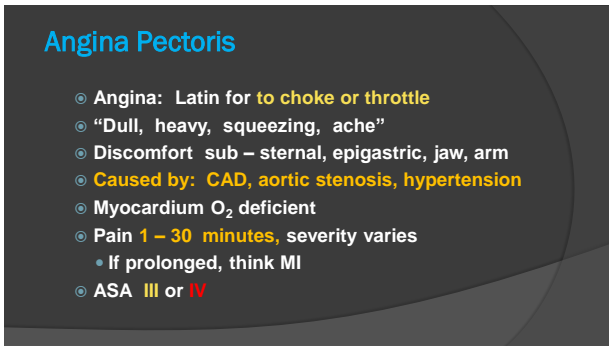 Angina Pectoris
Angina: Latin for to choke or throttle
“Dull, heavy, squeezing, ache”
Discomfort sub – sternal, epigastric, jaw, arm
Caused by: CAD, aortic stenosis, hypertension
Myocardium O₂ deficient
Pain 1 – 30 minutes, severity varies
If prolonged, think MI
ASA III or IV